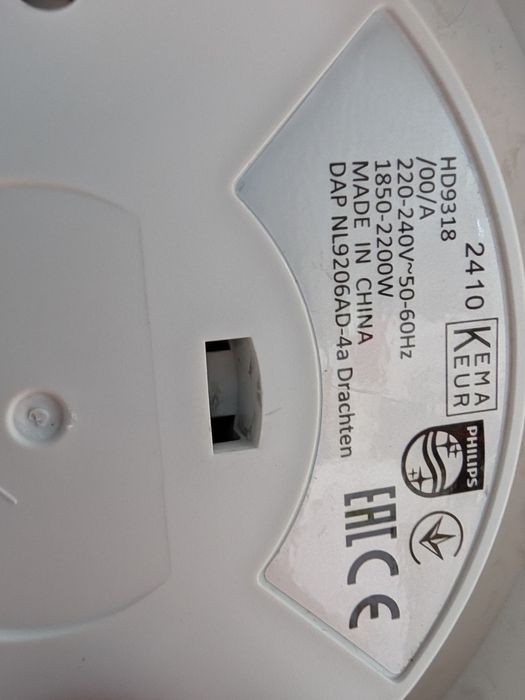 2410
KEMA
KEUR
PHILIPS
HD9318
/00/A
220-240V~50-60Hz
1850-2200W
MADE IN CHINA
DAP NL9206AD-4a Drachten
EAC CE